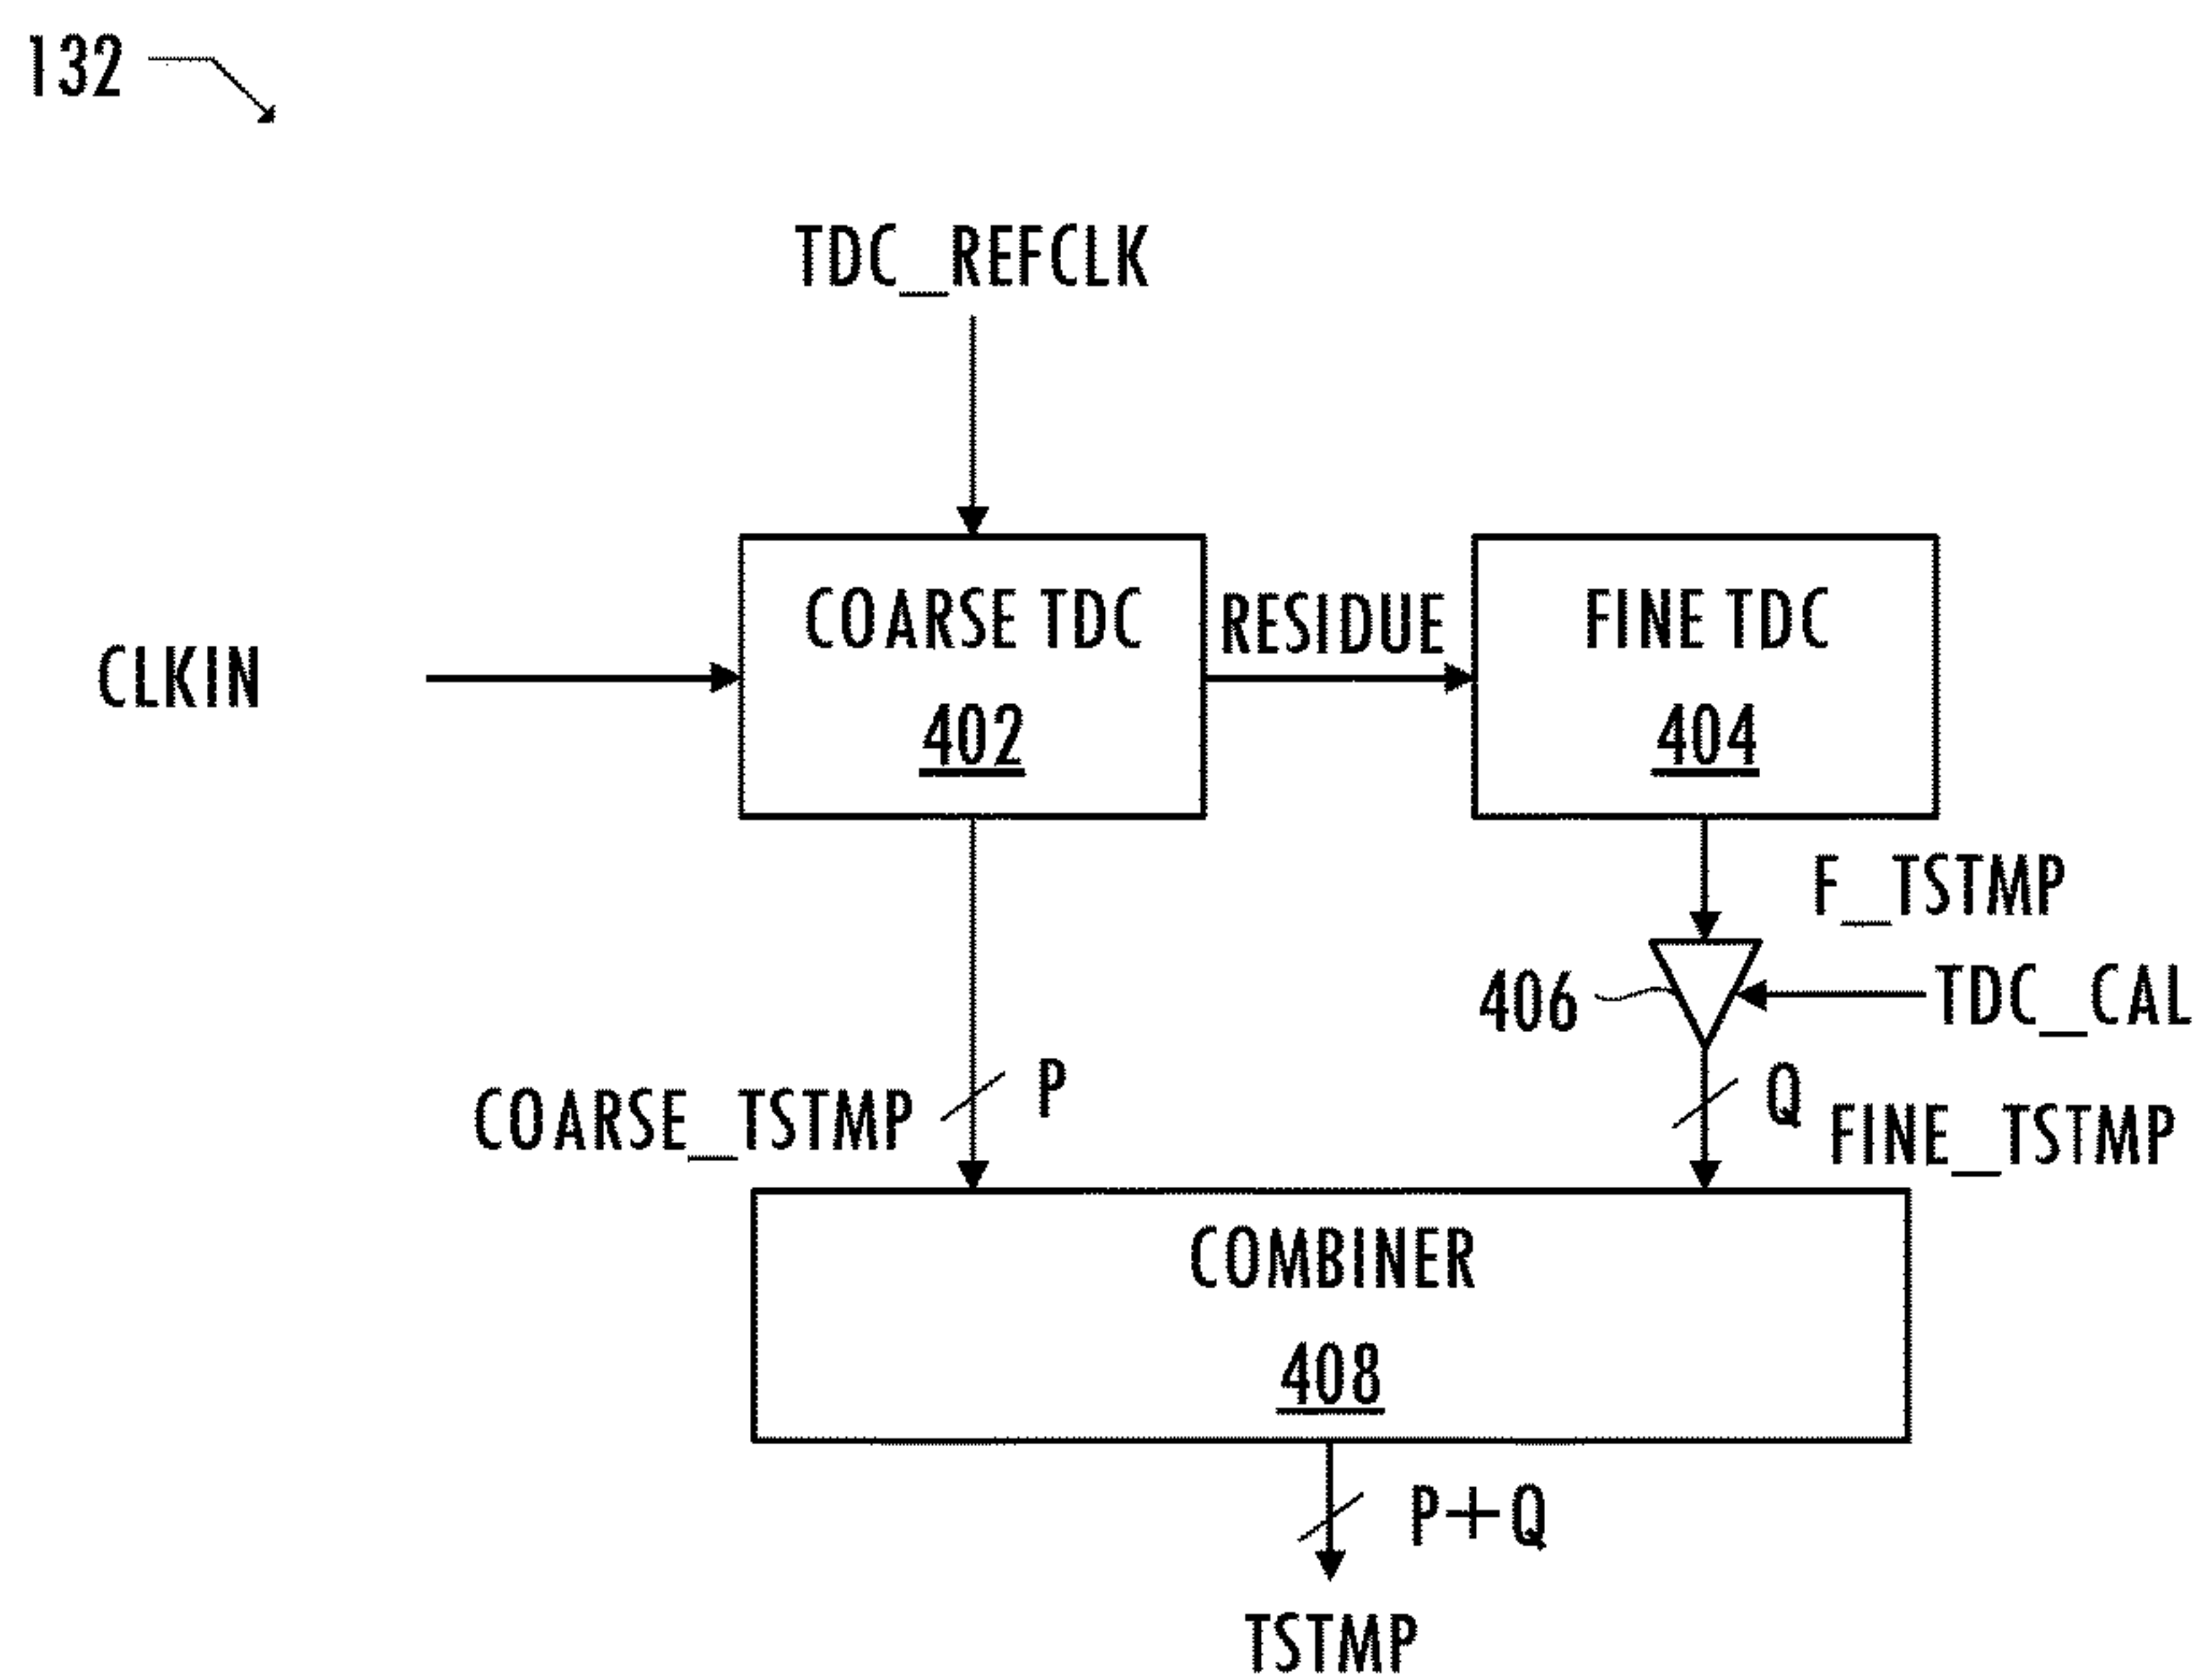 132
TDC_REFCLK
CLKIN
COARSE TDC
402
RESIDUE
FINE TDC
404
F_TSTMP
406
TDC_CAL
COARSE_TSTMP
P
Q
FINE_TSTMP
COMBINER
408
P+Q
TSTMP